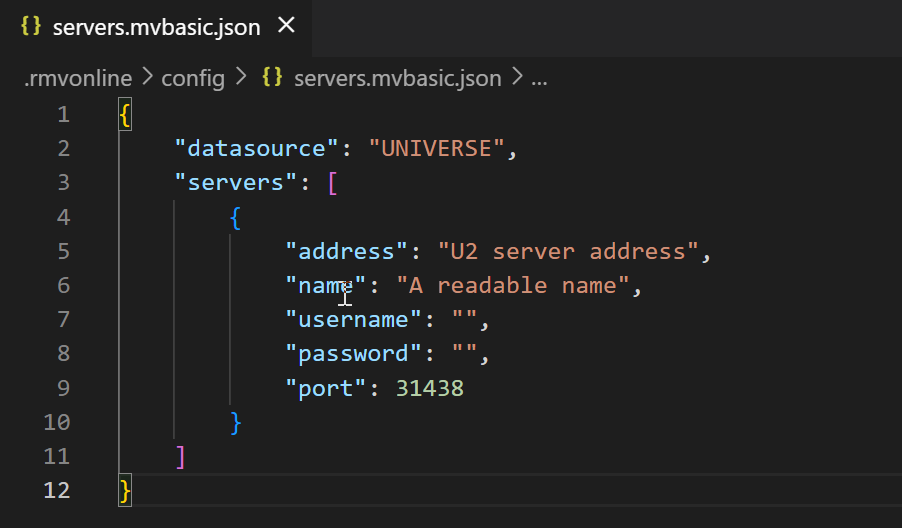 {} servers.mvbasic.json ×
.rmvonline > config > {} servers.mvbasic.json > ...
1 {
2 "datasource": "UNIVERSE",
3 "servers": [
4 {
5 "address": "U2 server address",
6 "name": "A readable name",
7 "username": "",
8 "password": "",
9 "port": 31438
10 }
11 ]
12 }